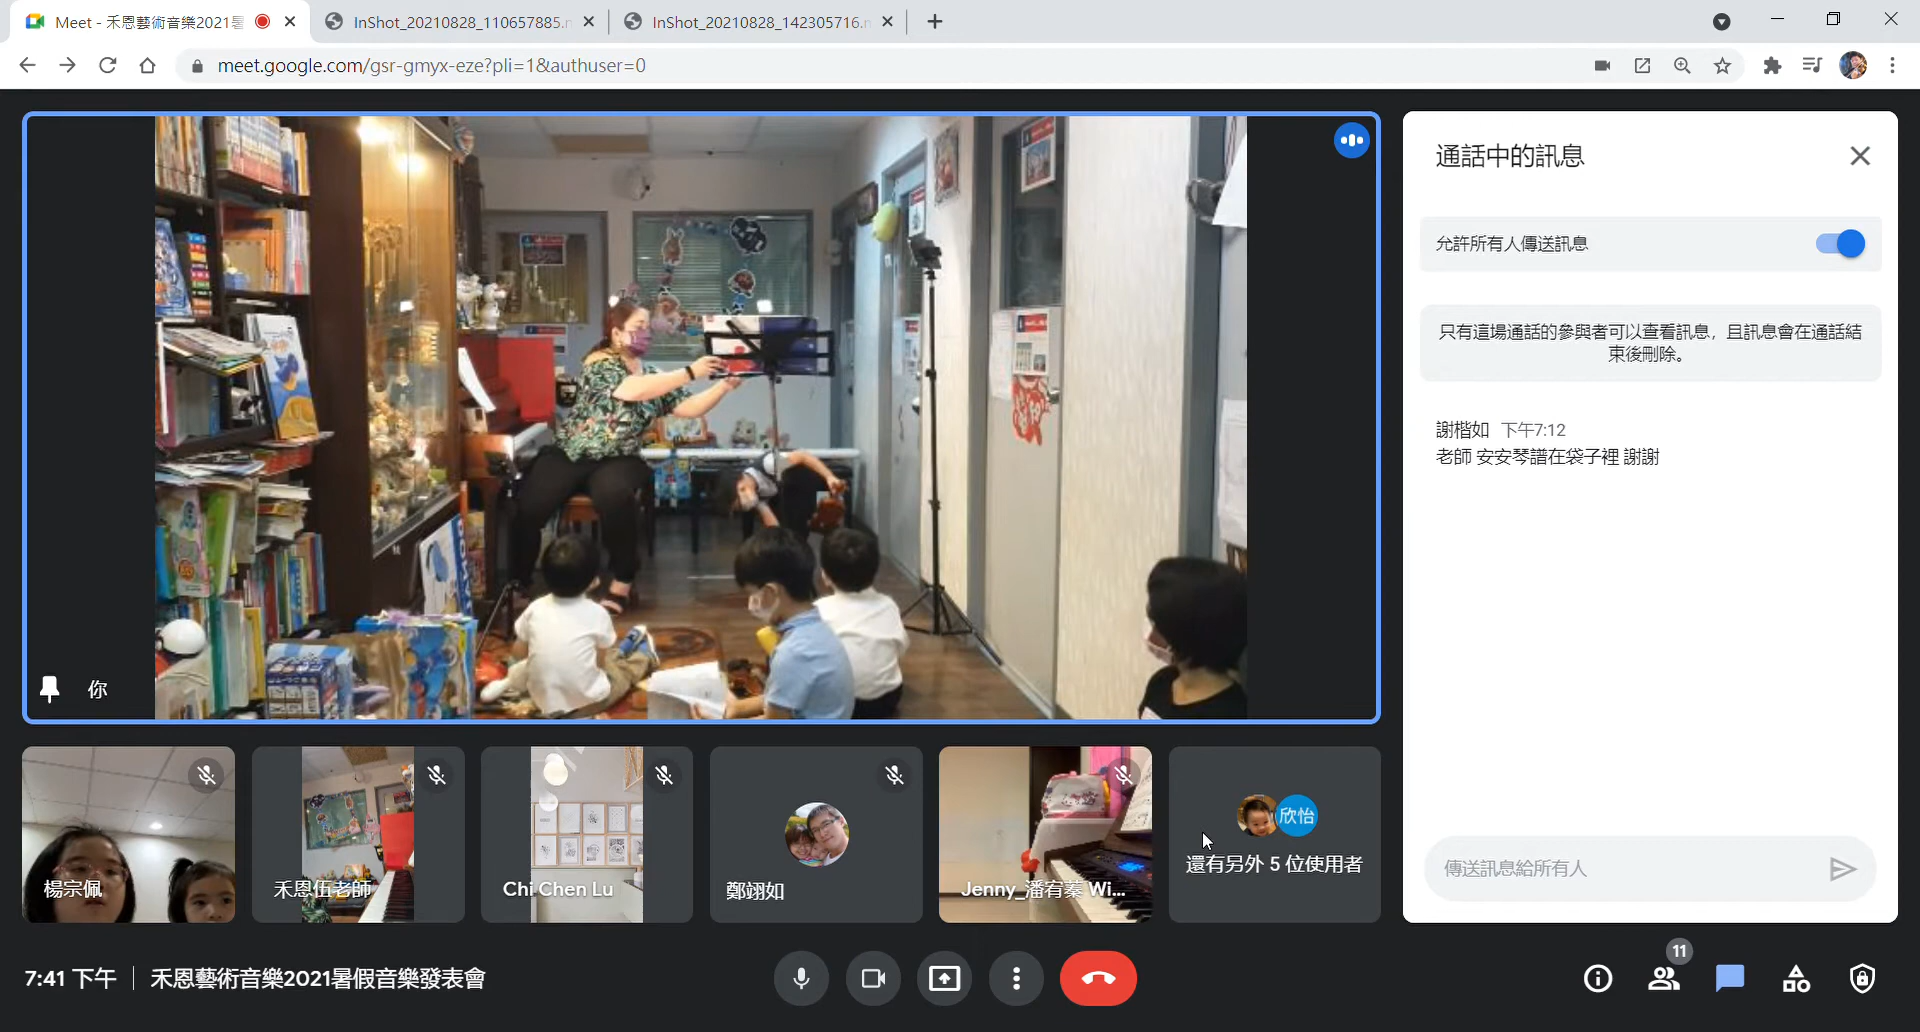 Meet - 禾恩藝術音樂2021暑
InShot_20210828_110657885.n
InShot_20210828_142305716.n
meet.google.com/gsr-gmyx-eze?pli=1&authuser=0
你
通話中的訊息
允許所有人傳送訊息
只有這場通話的參與者可以查看訊息，且訊息會在通話結
束後刪除。
謝楷如 下午7:12
老師 安安琴譜在袋子裡 謝謝
傳送訊息給所有人
楊宗佩
禾恩伍老師
Chi Chen Lu
鄭翊如
Jenny_潘宥蓁 Wi...
欣怡
還有另外 5 位使用者
7:41 下午
禾恩藝術音樂2021暑假音樂發表會
11